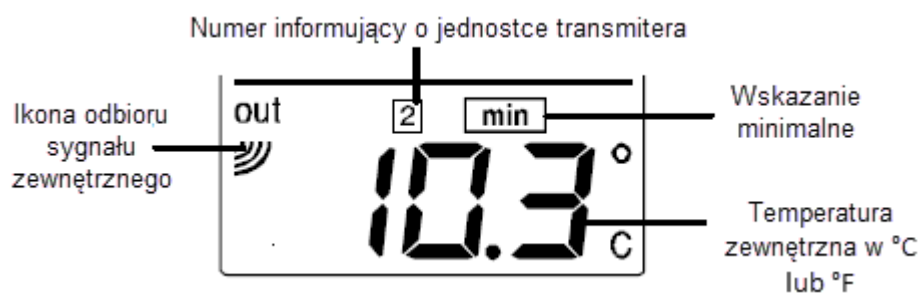 Numer informujący o jednostce transmitera
Ikona odbioru
sygnału
zewnętrznego
out
2
min
10.3
°
C
Wskazanie
minimalne
Temperatura
zewnętrzna w °C
lub °F